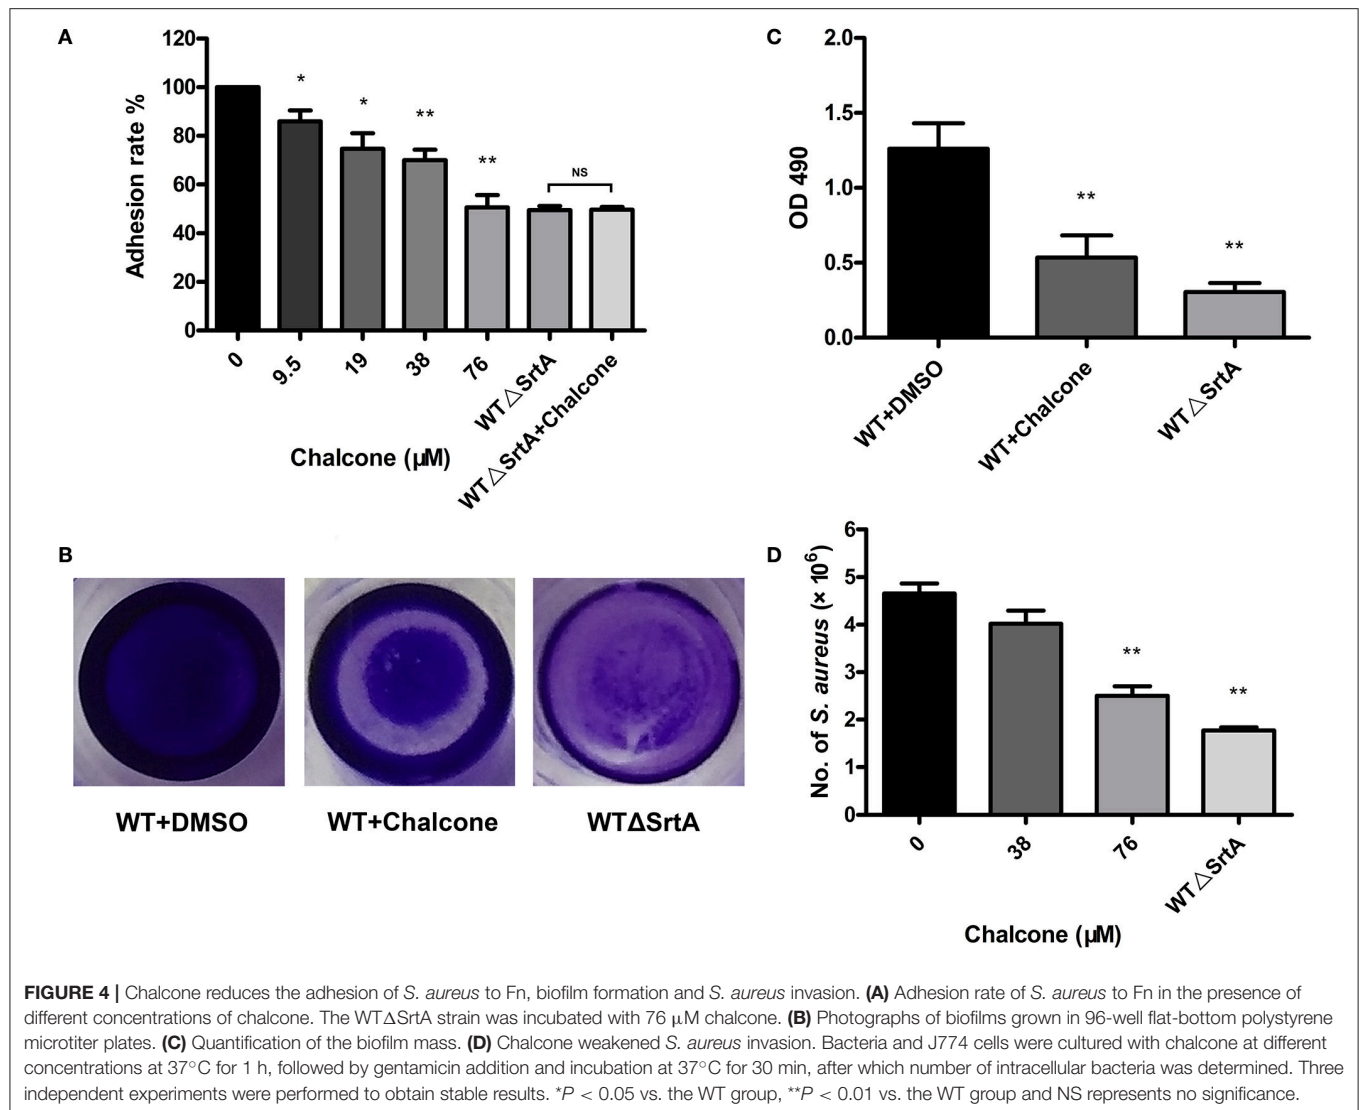 A
120
100
80
60
40
20
0
Adhesion rate %
*
*
**
**
NS
0
9.5
19
38
76
WT△SrtA
WT△SrtA+Chalcone
Chalcone (µM)
C
2.0
1.5
1.0
0.5
0.0
OD 490
**
**
WT+DMSO
WT+Chalcone
WT△SrtA
B
WT+DMSO
WT+Chalcone
WTΔSrtA
D
6
5
4
3
2
1
0
No. of S. aureus (× 10⁶)
**
**
0
38
76
WT△SrtA
Chalcone (µM)
FIGURE 4 | Chalcone reduces the adhesion of S. aureus to Fn, biofilm formation and S. aureus invasion. (A) Adhesion rate of S. aureus to Fn in the presence of
different concentrations of chalcone. The WTΔSrtA strain was incubated with 76 μM chalcone. (B) Photographs of biofilms grown in 96-well flat-bottom polystyrene
microtiter plates. (C) Quantification of the biofilm mass. (D) Chalcone weakened S. aureus invasion. Bacteria and J774 cells were cultured with chalcone at different
concentrations at 37°C for 1 h, followed by gentamicin addition and incubation at 37°C for 30 min, after which number of intracellular bacteria was determined. Three
independent experiments were performed to obtain stable results. *P < 0.05 vs. the WT group, **P < 0.01 vs. the WT group and NS represents no significance.